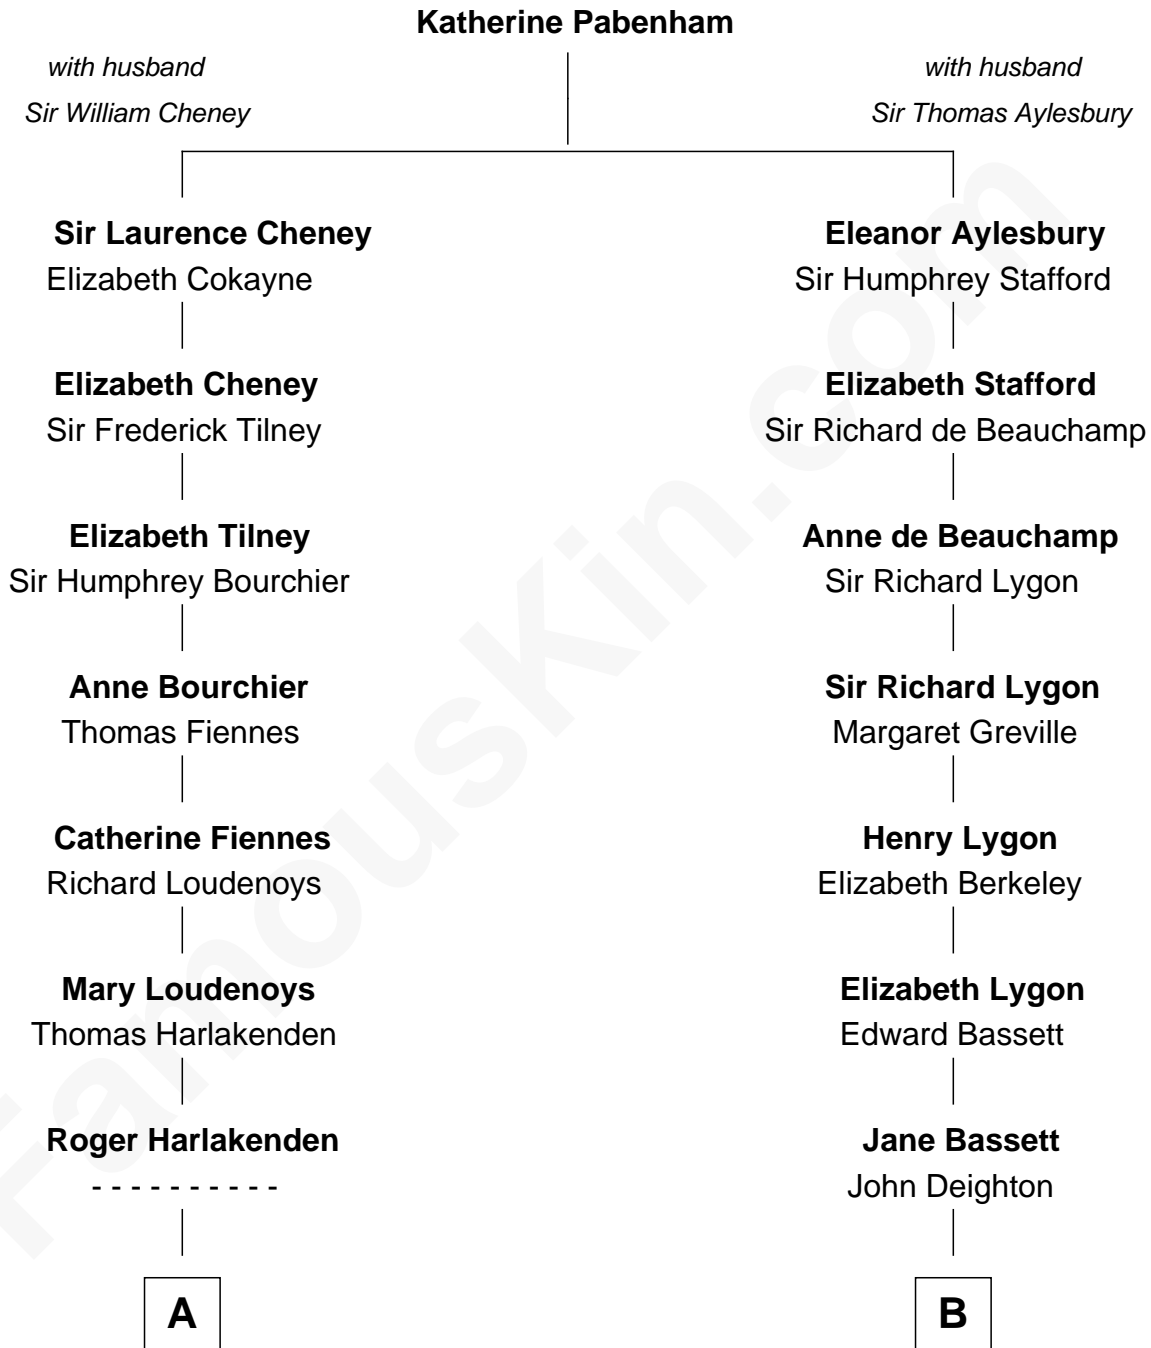 Katherine Pabenham
with husband
Sir William Cheney
with husband
Sir Thomas Aylesbury
Sir Laurence Cheney
Elizabeth Cokayne
Eleanor Aylesbury
Sir Humphrey Stafford
Elizabeth Cheney
Sir Frederick Tilney
Elizabeth Stafford
Sir Richard de Beauchamp
Elizabeth Tilney
Sir Humphrey Bourchier
Anne de Beauchamp
Sir Richard Lygon
Anne Bourchier
Thomas Fiennes
Sir Richard Lygon
Margaret Greville
Catherine Fiennes
Richard Loudenoys
Henry Lygon
Elizabeth Berkeley
Mary Loudenoys
Thomas Harlakenden
Elizabeth Lygon
Edward Bassett
Roger Harlakenden
- - - - - - - - - -
Jane Bassett
John Deighton
A
B
FamousKin.com